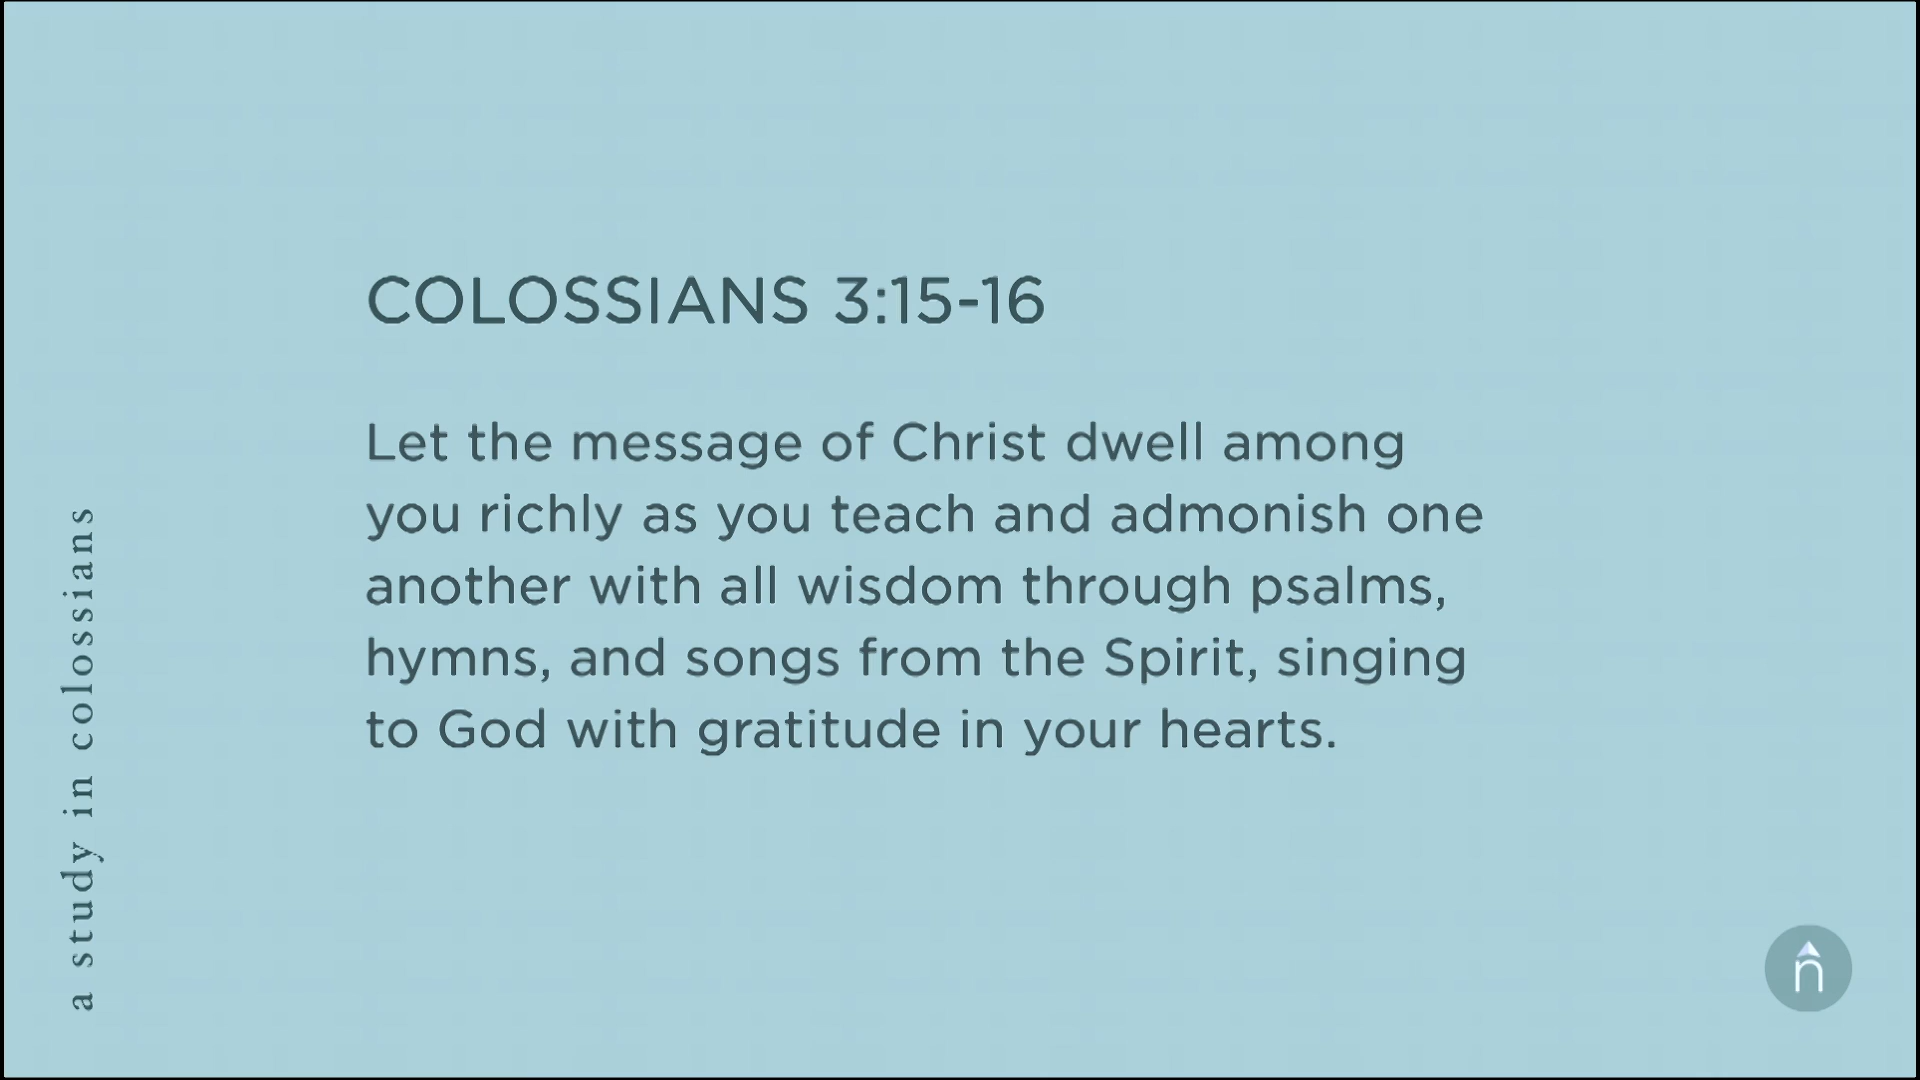 COLOSSIANS 3:15-16
Let the message of Christ dwell among
you richly as you teach and admonish one
another with all wisdom through psalms,
hymns, and songs from the Spirit, singing
to God with gratitude in your hearts.
a study in colossians
n